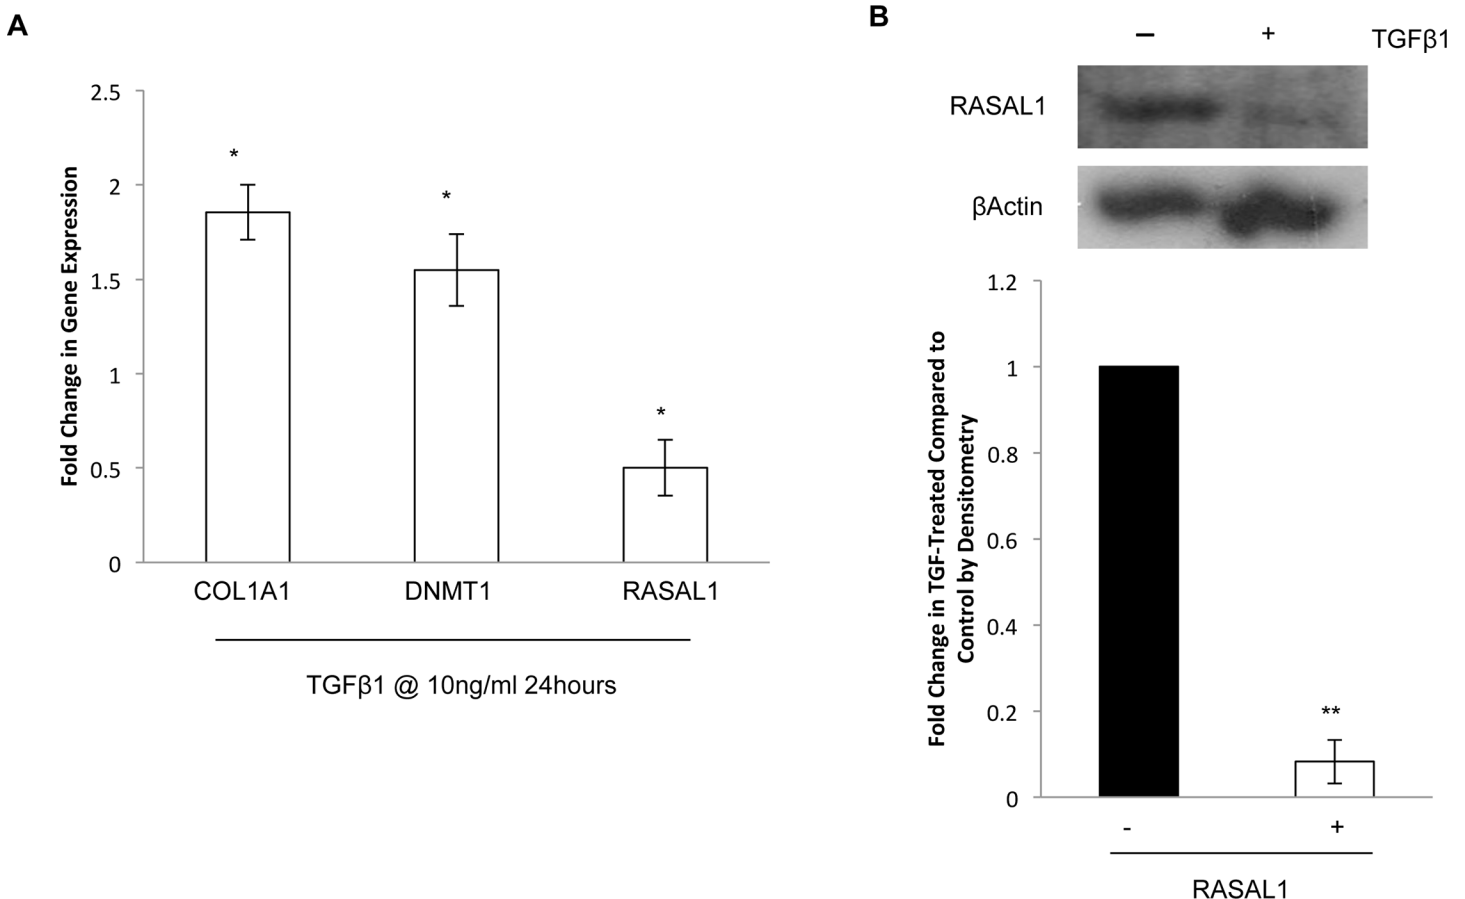 A
2.5
2
1.5
1
0.5
0
Fold Change in Gene Expression
*
*
*
COL1A1 DNMT1 RASAL1
TGFβ1 @ 10ng/ml 24hours
B
− + TGFβ1
RASAL1
βActin
1.2
1
0.8
0.6
0.4
0.2
0
Fold Change in TGF-Treated Compared to
Control by Densitometry
**
- +
RASAL1